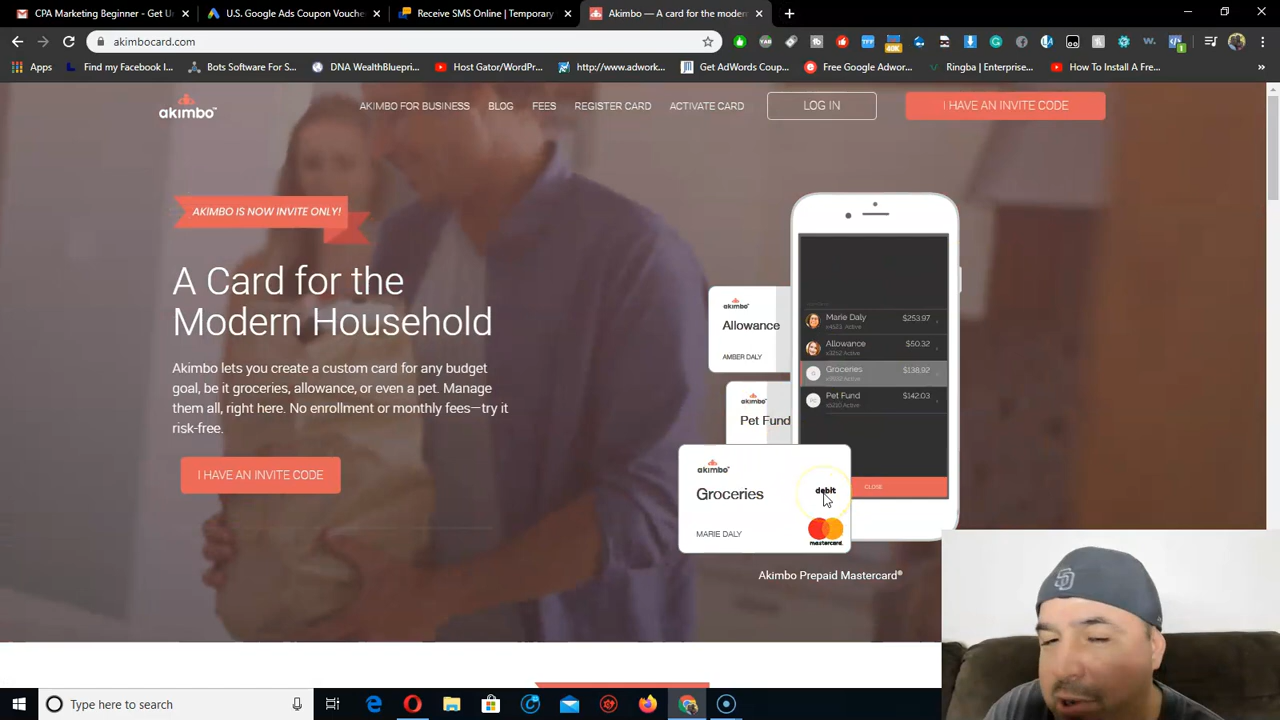 CPA Marketing Beginner - Get U
U.S. Google Ads Coupon Vouche
Receive SMS Online | Temporary
Akimbo — A card for the moder
akimbocard.com
Apps
Find my Facebook I...
Bots Software For S...
DNA WealthBluepri...
Host Gator/WordPr...
http://www.adwork...
Get AdWords Coup...
Free Google Adwor...
Ringba | Enterprise...
How To Install A Fre...
akimbo
AKIMBO FOR BUSINESS
BLOG
FEES
REGISTER CARD
ACTIVATE CARD
LOG IN
I HAVE AN INVITE CODE
AKIMBO IS NOW INVITE ONLY!
A Card for the
Modern Household
Akimbo lets you create a custom card for any budget
goal, be it groceries, allowance, or even a pet. Manage
them all, right here. No enrollment or monthly fees—try it
risk-free.
I HAVE AN INVITE CODE
akimbo
Allowance
AMBER DALY
akimbo
Pet Fund
akimbo
Groceries
debit
MARIE DALY
mastercard.
Marie Daly
$253.97
Allowance
$50.32
Groceries
$138.92
Pet Fund
$142.03
CLOSE
Akimbo Prepaid Mastercard®
Type here to search